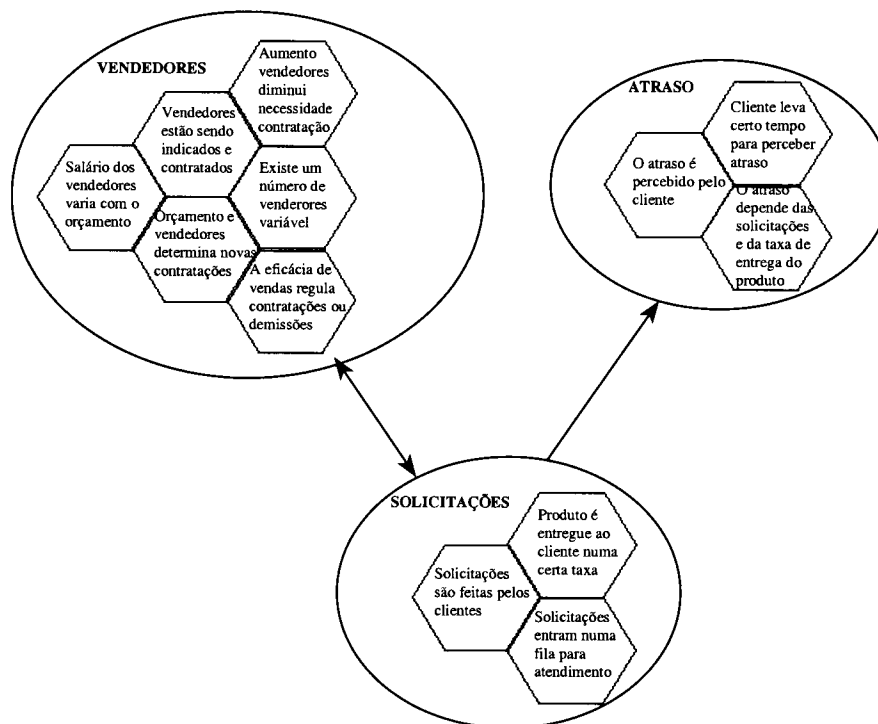 VENDEDORES
Aumento
vendedores
diminui
necessidade
contratação
Vendedores
estão sendo
indicados e
contratados
Salário dos
vendedores
varia com o
orçamento
Existe um
número de
venderores
variável
Orçamento e
vendedores
determina novas
contratações
A eficácia de
vendas regula
contratações ou
demissões
ATRASO
Cliente leva
certo tempo
para perceber
atraso
O atraso é
percebido pelo
cliente
O atraso
depende das
solicitações
e da taxa de
entrega do
produto
SOLICITAÇÕES
Produto é
entregue ao
cliente numa
certa taxa
Solicitações
são feitas pelos
clientes
Solicitações
entram numa
fila para
atendimento